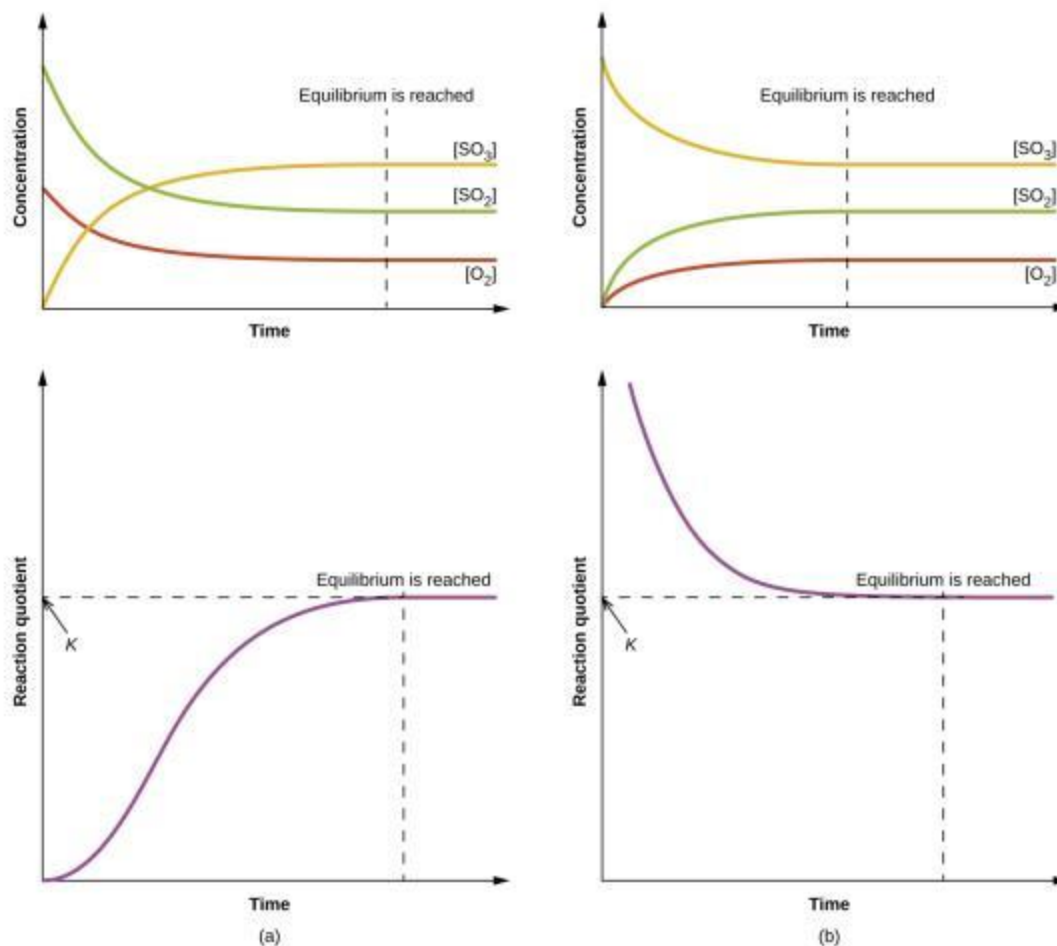 Concentration
Equilibrium is reached
[SO₃]
[SO₂]
[O₂]
Time
Concentration
Equilibrium is reached
[SO₃]
[SO₂]
[O₂]
Time
Reaction quotient
Equilibrium is reached
K
Time
(a)
Reaction quotient
Equilibrium is reached
K
Time
(b)